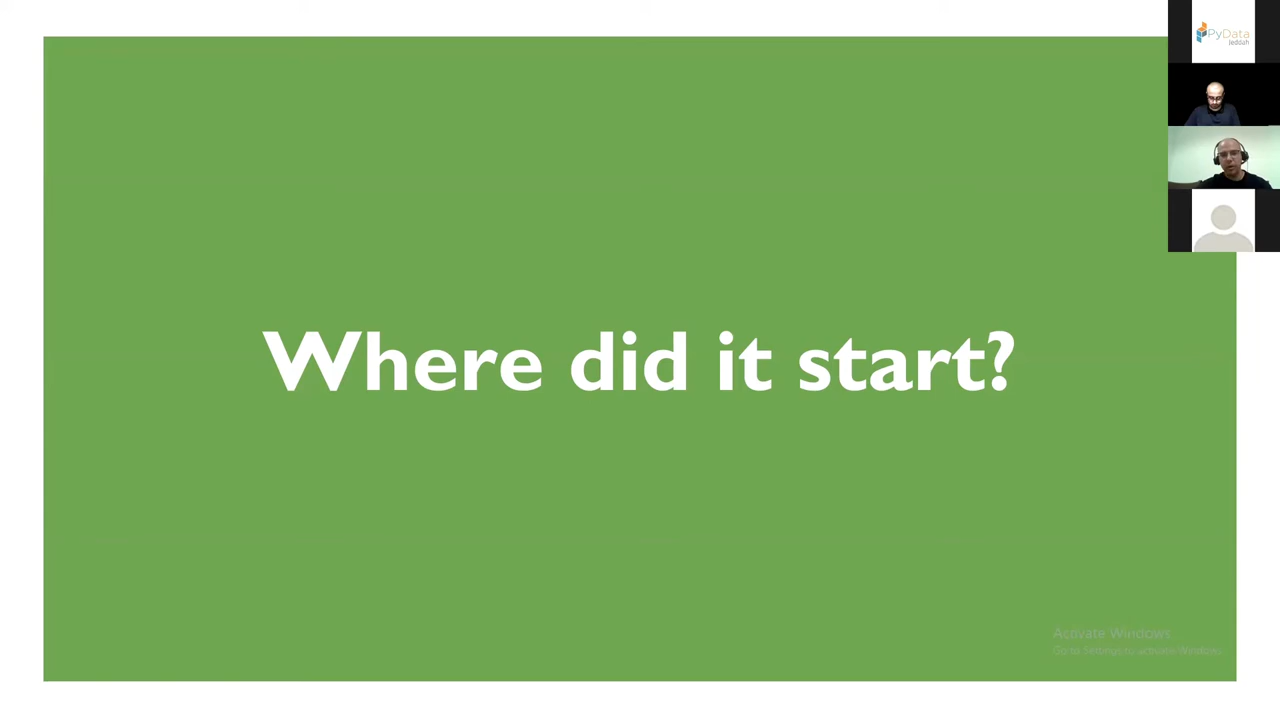 PyData
Jeddah
Where did it start?
Activate Windows
Go to Settings to activate Windows.